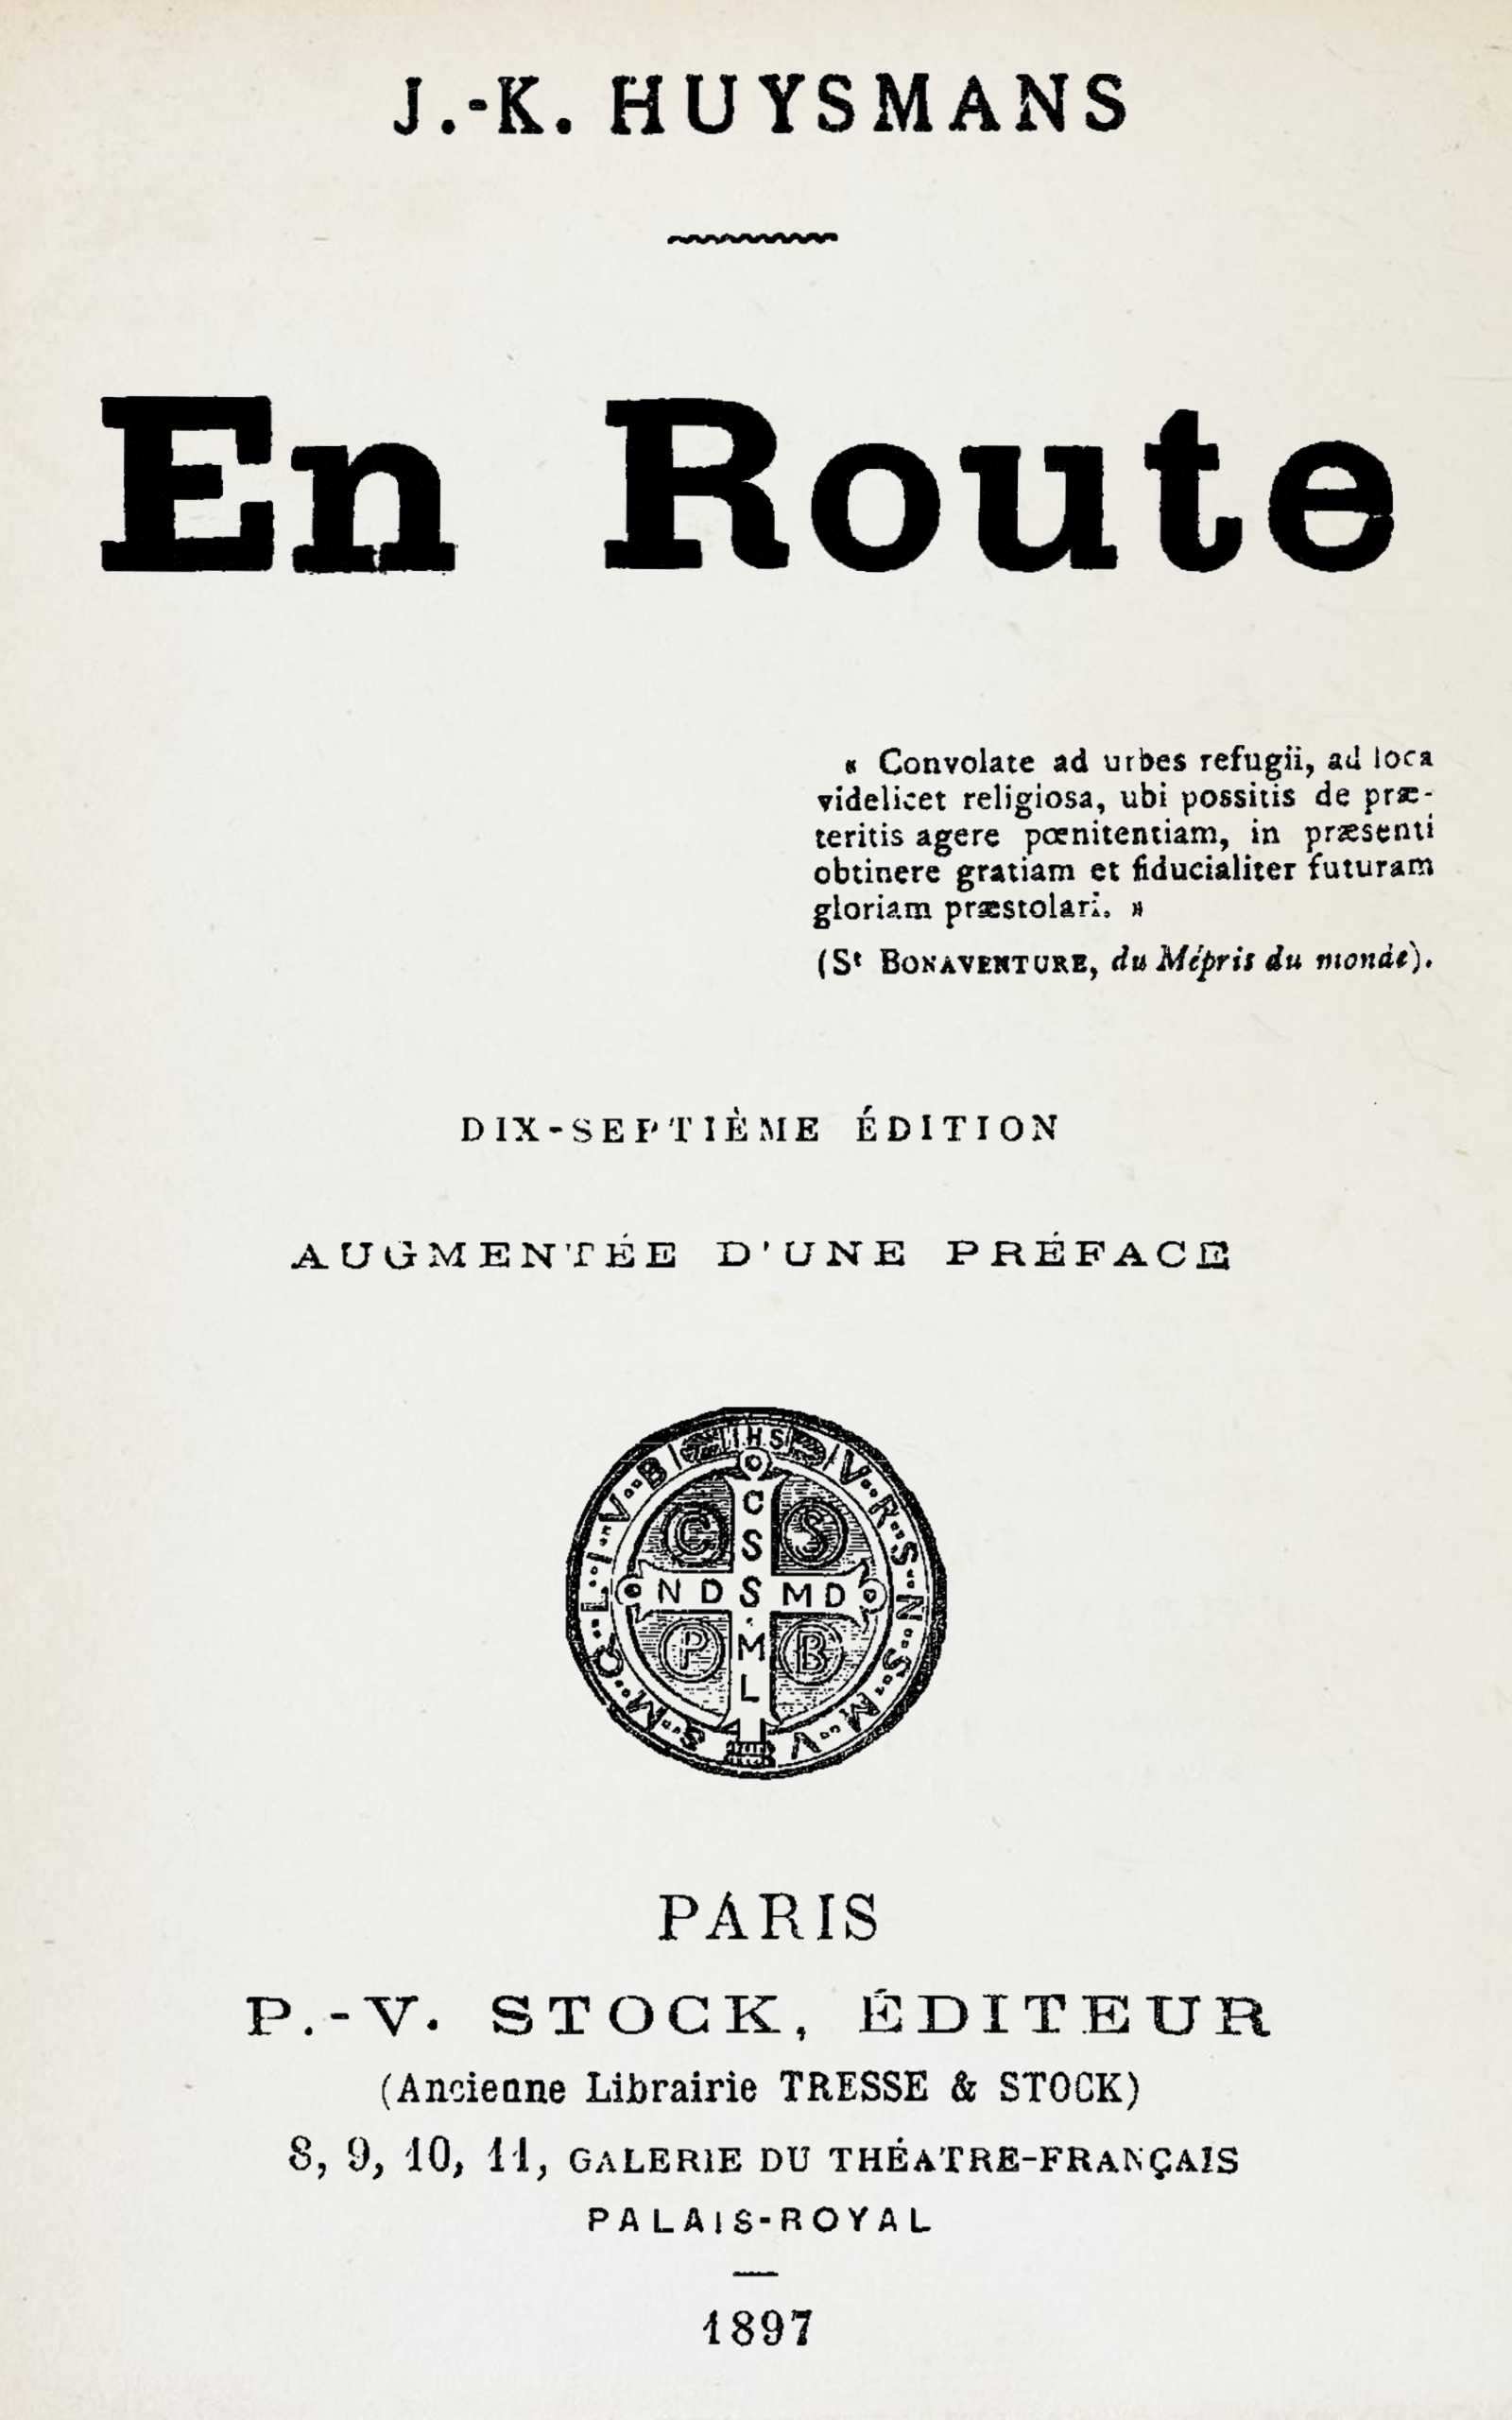 J.-K. HUYSMANS
En Route
« Convolate ad urbes refugii, ad loca
videlicet religiosa, ubi possitis de præ-
teritis agere pœnitentiam, in præsenti
obtinere gratiam et fiducialiter futuram
gloriam præstolari. »
(St BONAVENTURE, du Mépris du monde).
DIX-SEPTIÈME ÉDITION
AUGMENTÉE D'UNE PRÉFACE
IHS
V..R..S..N..S..M..V
S..M..Q..L..I..V..B
C S
C
S
N D S M D
M
L
P B
PARIS
P.-V. STOCK, ÉDITEUR
(Ancienne Librairie TRESSE & STOCK)
8, 9, 10, 11, GALERIE DU THÉATRE-FRANÇAIS
PALAIS-ROYAL
1897